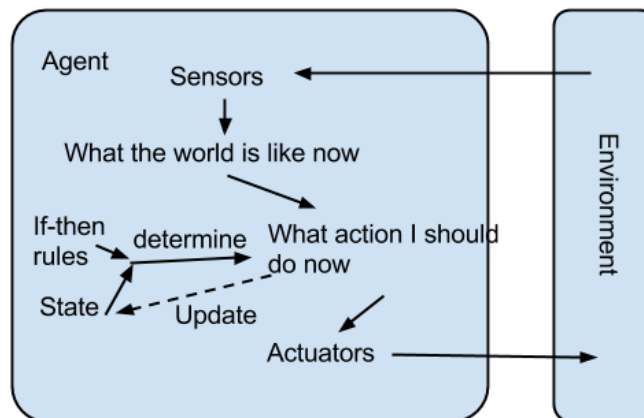 Agent
Sensors
What the world is like now
If-then
rules
determine
What action I should
do now
State
Update
Actuators
Environment